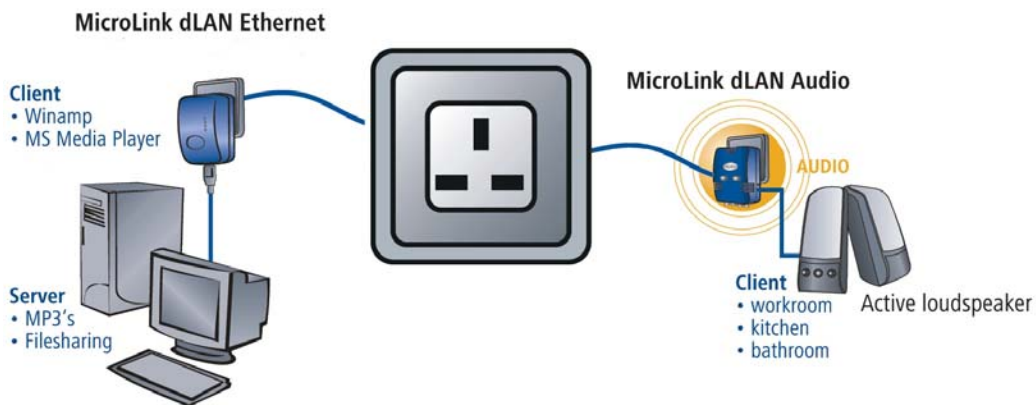 MicroLink dLAN Ethernet
Client
• Winamp
• MS Media Player
Server
• MP3's
• Filesharing
MicroLink dLAN Audio
AUDIO
Client
• workroom
• kitchen
• bathroom
Active loudspeaker